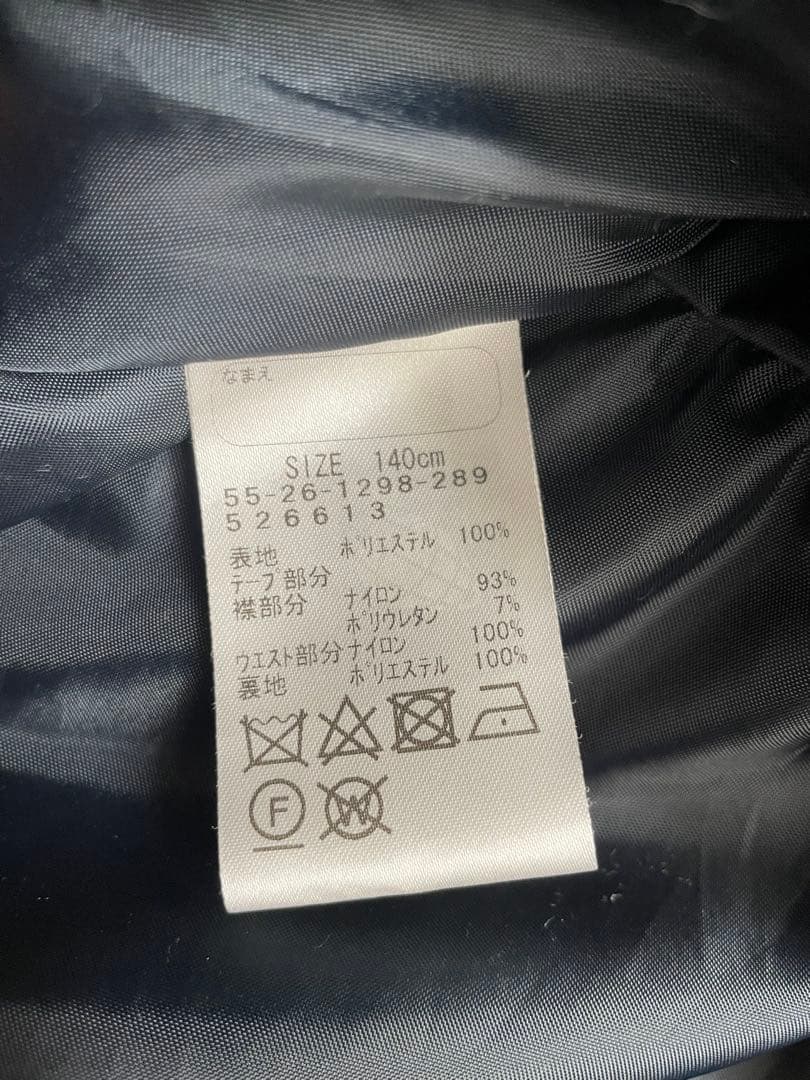 なまえ
SIZE 140cm
55-26-1298-289
526613
表地 ポリエステル 100%
テープ部分
襟部分 ナイロン 93%
ポリウレタン 7%
ウエスト部分 ナイロン 100%
裏地 ポリエステル 100%
F W